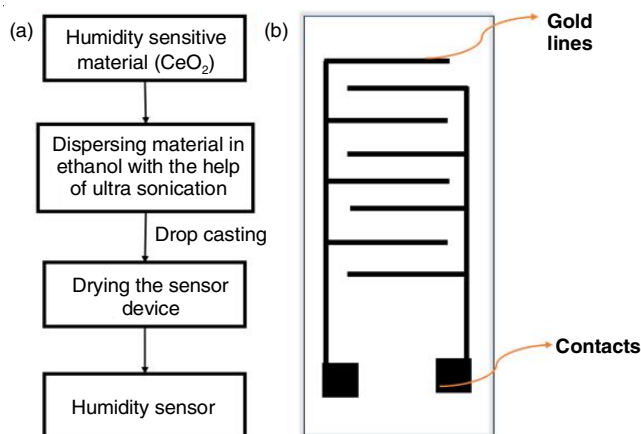 (a)
Humidity sensitive
material (CeO₂)
Dispersing material in
ethanol with the help
of ultra sonication
Drop casting
Drying the sensor
device
Humidity sensor
(b)
Gold
lines
Contacts